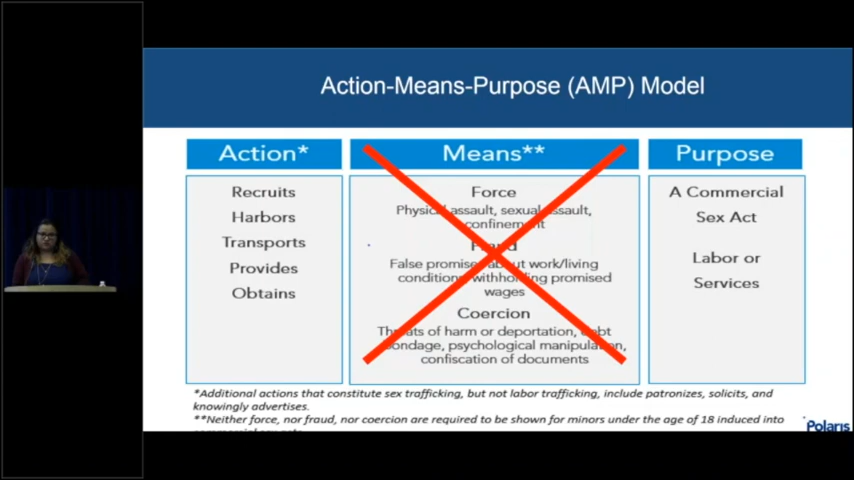 Action-Means-Purpose (AMP) Model
Action*
Recruits
Harbors
Transports
Provides
Obtains
Means**
Force
Physical assault, sexual assault,
confinement
Fraud
False promises about work/living
conditions, withholding promised
wages
Coercion
Threats of harm or deportation, debt
bondage, psychological manipulation,
confiscation of documents
Purpose
A Commercial
Sex Act
Labor or
Services
*Additional actions that constitute sex trafficking, but not labor trafficking, include patronizes, solicits, and
knowingly advertises.
**Neither force, nor fraud, nor coercion are required to be shown for minors under the age of 18 induced into
Polaris